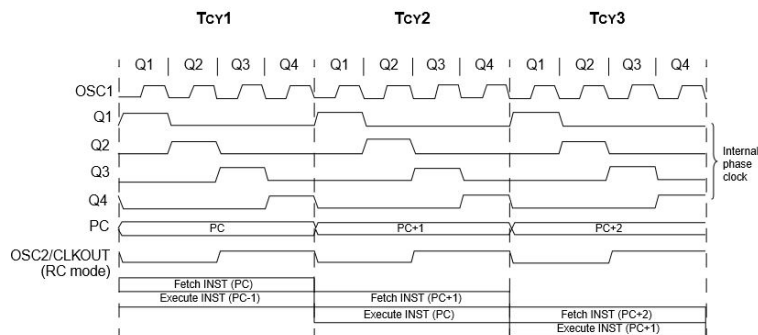 TCY1 TCY2 TCY3
Q1 Q2 Q3 Q4 Q1 Q2 Q3 Q4 Q1 Q2 Q3 Q4
OSC1
Q1
Q2
Q3
Q4
Internal
phase
clock
PC PC PC+1 PC+2
OSC2/CLKOUT
(RC mode)
Fetch INST (PC)
Execute INST (PC-1) Fetch INST (PC+1)
Execute INST (PC) Fetch INST (PC+2)
Execute INST (PC+1)